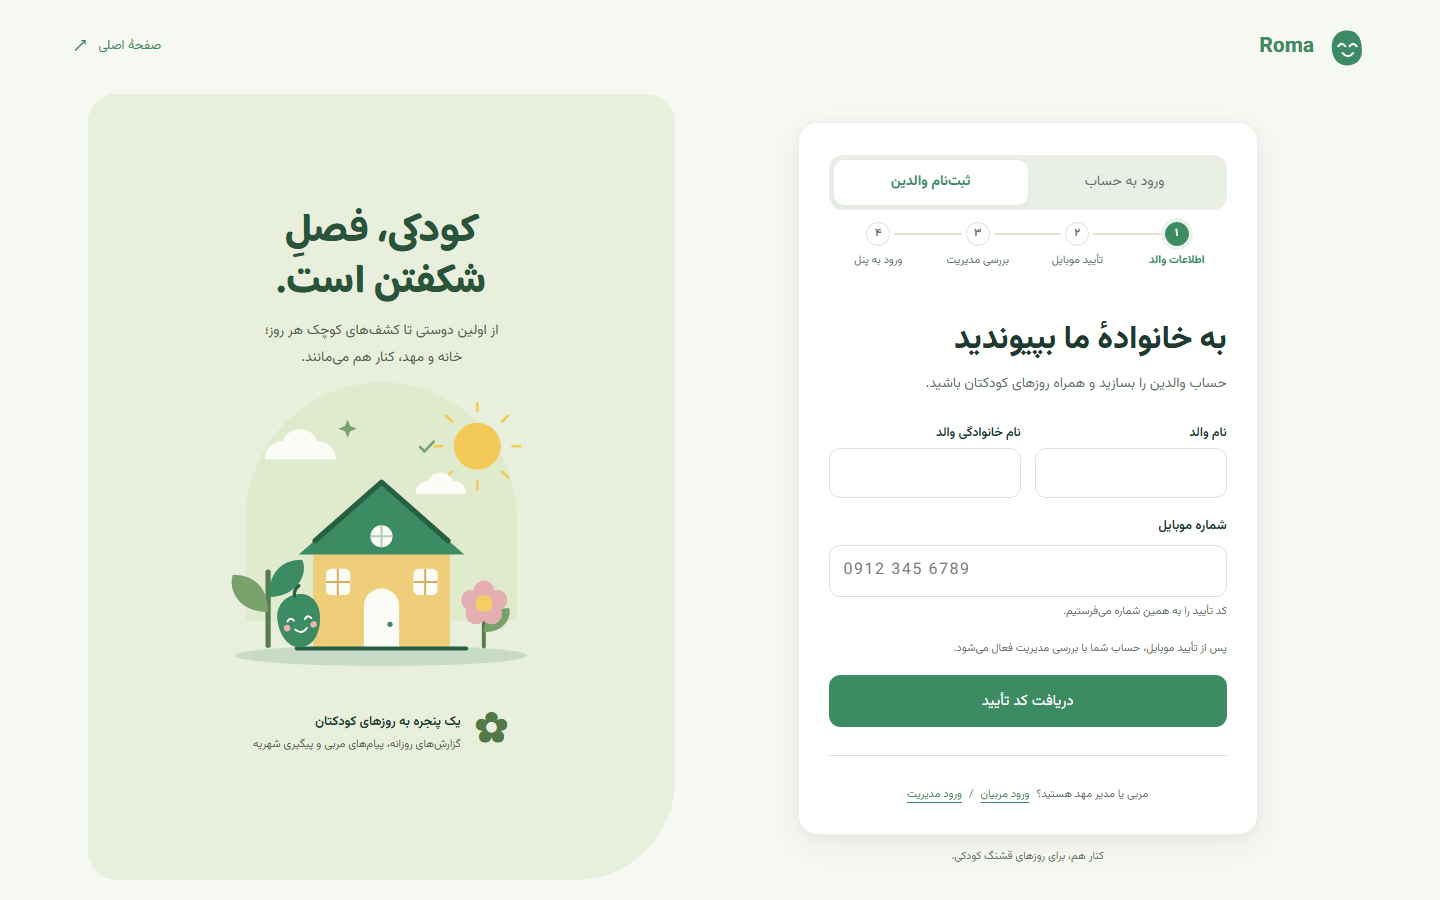 Roma
صفحهٔ اصلی
ورود به حساب
ثبت‌نام والدین
۱
۲
۳
۴
اطلاعات والد
تأیید موبایل
بررسی مدیریت
ورود به پنل
به خانوادهٔ ما بپیوندید
حساب والدین را بسازید و همراه روزهای کودکتان باشید.
نام والد
نام خانوادگی والد
شماره موبایل
0912 345 6789
کد تأیید را به همین شماره می‌فرستیم.
پس از تأیید موبایل، حساب شما با بررسی مدیریت فعال می‌شود.
دریافت کد تأیید
مربی یا مدیر مهد هستید؟ ورود مربیان / ورود مدیریت
کنار هم، برای روزهای قشنگ کودکی.
کودکی، فصلِ
شکفتن است.
از اولین دوستی تا کشف‌های کوچک هر روز؛
خانه و مهد، کنار هم می‌مانند.
یک پنجره به روزهای کودکتان
گزارش‌های روزانه، پیام‌های مربی و پیگیری شهریه